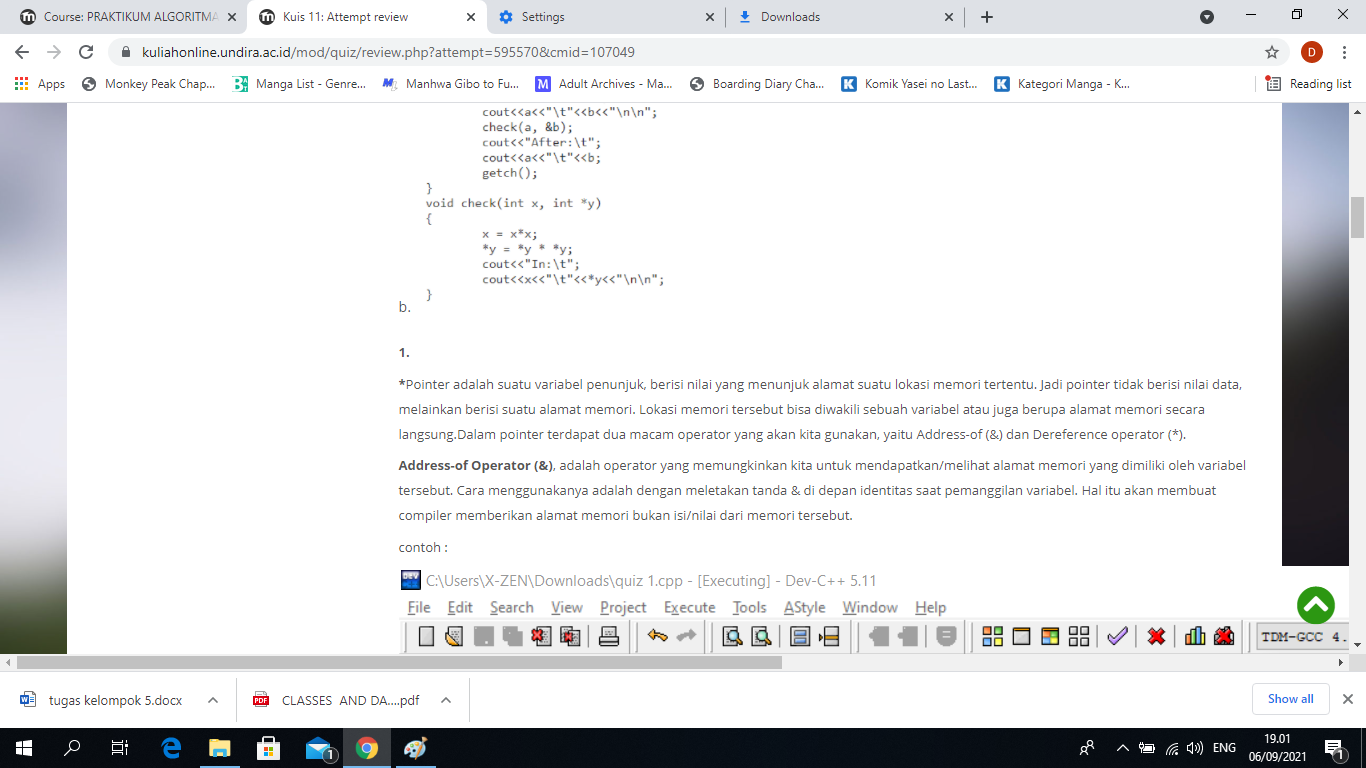 Course: PRAKTIKUM ALGORITMA
Kuis 11: Attempt review
Settings
Downloads
kuliahonline.undira.ac.id/mod/quiz/review.php?attempt=595570&cmid=107049
D
Apps
Monkey Peak Chap...
Manga List - Genre...
Manhwa Gibo to Fu...
Adult Archives - Ma...
Boarding Diary Cha...
Komik Yasei no Last...
Kategori Manga - K...
Reading list
cout<<a<<"\t"<<b<<"\n\n";
check(a, &b);
cout<<"After:\t";
cout<<a<<"\t"<<b;
getch();
}
void check(int x, int *y)
{
x = x*x;
*y = *y * *y;
cout<<"In:\t";
cout<<x<<"\t"<<*y<<"\n\n";
}
b.
1.
*Pointer adalah suatu variabel penunjuk, berisi nilai yang menunjuk alamat suatu lokasi memori tertentu. Jadi pointer tidak berisi nilai data,
melainkan berisi suatu alamat memori. Lokasi memori tersebut bisa diwakili sebuah variabel atau juga berupa alamat memori secara
langsung.Dalam pointer terdapat dua macam operator yang akan kita gunakan, yaitu Address-of (&) dan Dereference operator (*).
Address-of Operator (&), adalah operator yang memungkinkan kita untuk mendapatkan/melihat alamat memori yang dimiliki oleh variabel
tersebut. Cara menggunakanya adalah dengan meletakan tanda & di depan identitas saat pemanggilan variabel. Hal itu akan membuat
compiler memberikan alamat memori bukan isi/nilai dari memori tersebut.
contoh :
DEV C:\Users\X-ZEN\Downloads\quiz 1.cpp - [Executing] - Dev-C++ 5.11
File Edit Search View Project Execute Tools AStyle Window Help
TDM-GCC 4.
tugas kelompok 5.docx
PDF CLASSES AND DA....pdf
Show all
1
ENG
19.01
06/09/2021
1